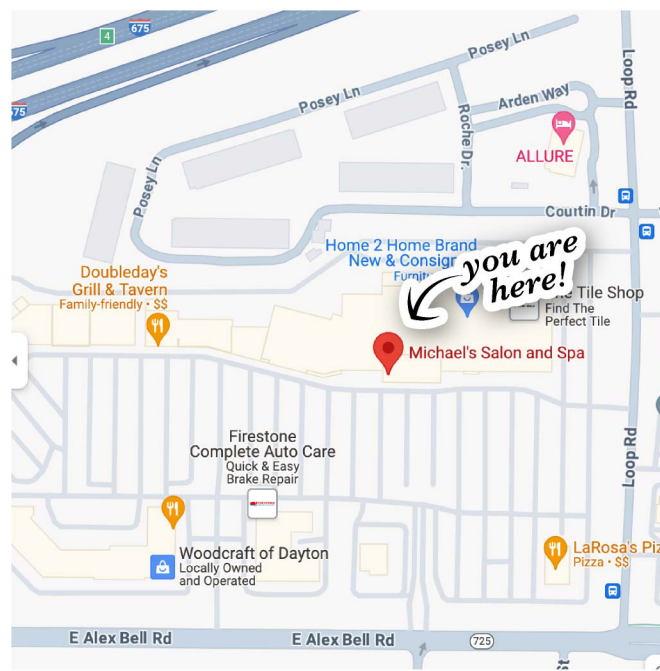 4
675
Posey Ln
Loop Rd
675
Posey Ln
Arden Way
Roche Dr.
ALLURE
Posey Ln
Courtin Dr
Home 2 Home Brand
New & Consign
Furnitu
you are
here!
Doubleday's
Grill & Tavern
Family-friendly • $$
The Tile Shop
Find The
Perfect Tile
Michael's Salon and Spa
Firestone
Complete Auto Care
Quick & Easy
Brake Repair
Loop Rd
Woodcraft of Dayton
Locally Owned
and Operated
LaRosa's Piz
Pizza • $$
E Alex Bell Rd
E Alex Bell Rd
725